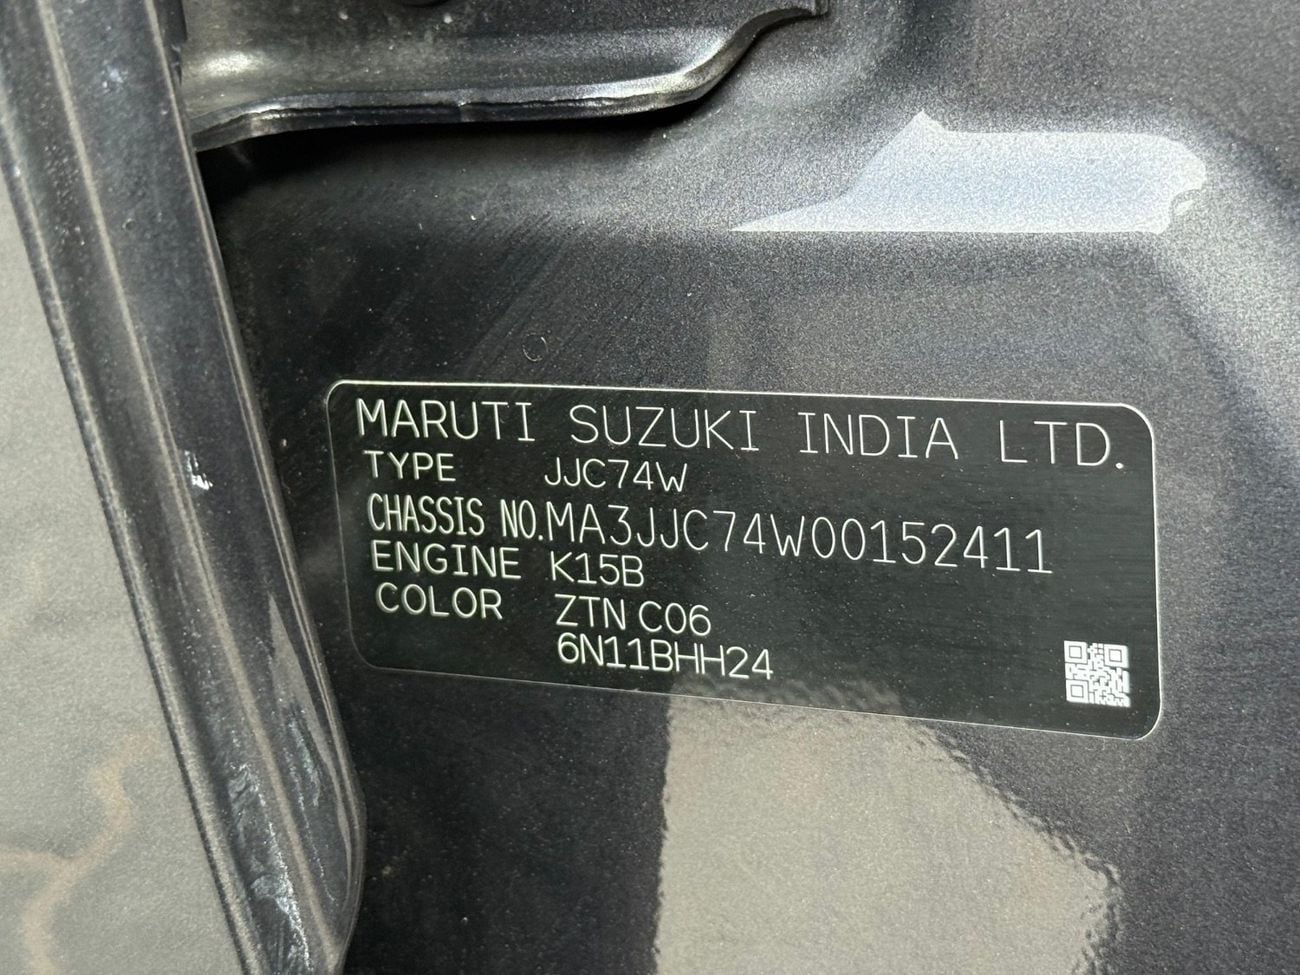 MARUTI SUZUKI INDIA LTD.
TYPE JJC74W
CHASSIS NO. MA3JJC74W00152411
ENGINE K15B
COLOR ZTN C06
6N11BHH24